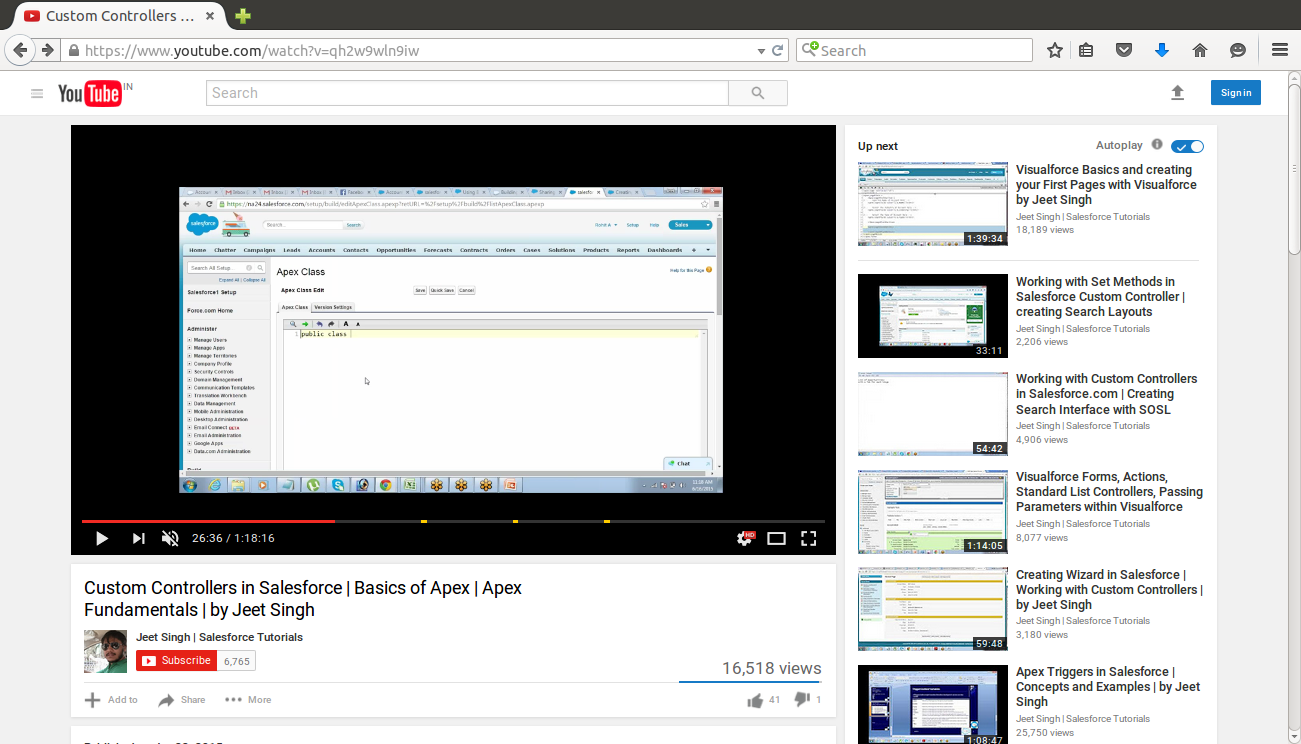 Custom Controllers ...
https://www.youtube.com/watch?v=qh2w9wln9iw
Search
YouTube IN
Search
Sign in
https://na24.salesforce.com/setup/build/editApexClass.apexp?retURL=%2Fsetup%2Fbuild%2FlistApexClass.apexp
salesforce
Search...
Search
Setup
Help
Sales
Home Chatter Campaigns Leads Accounts Contacts Opportunities Forecasts Contracts Orders Cases Solutions Products Reports Dashboards +
Search All Setup...
Expand All | Collapse All
Salesforce1 Setup
Force.com Home
Administer
Manage Users
Manage Apps
Manage Territories
Company Profile
Security Controls
Domain Management
Communication Templates
Translation Workbench
Data Management
Mobile Administration
Desktop Administration
Email Connect BETA
Email Administration
Google Apps
Data.com Administration
Apex Class
Help for this Page
Apex Class Edit
Save Quick Save Cancel
Apex Class Version Settings
1 public class
Chat
26:36 / 1:18:16
HD
Custom Controllers in Salesforce | Basics of Apex | Apex
Fundamentals | by Jeet Singh
Jeet Singh | Salesforce Tutorials
Subscribe 6,765
16,518 views
Add to Share More
41 1
Up next
Autoplay
1:39:34
Visualforce Basics and creating
your First Pages with Visualforce
by Jeet Singh
Jeet Singh | Salesforce Tutorials
18,189 views
33:11
Working with Set Methods in
Salesforce Custom Controller |
creating Search Layouts
Jeet Singh | Salesforce Tutorials
2,206 views
54:42
Working with Custom Controllers
in Salesforce.com | Creating
Search Interface with SOSL
Jeet Singh | Salesforce Tutorials
4,906 views
1:14:05
Visualforce Forms, Actions,
Standard List Controllers, Passing
Parameters within Visualforce
Jeet Singh | Salesforce Tutorials
8,077 views
59:48
Creating Wizard in Salesforce |
Working with Custom Controllers |
by Jeet Singh
Jeet Singh | Salesforce Tutorials
3,180 views
1:08:47
Apex Triggers in Salesforce |
Concepts and Examples | by Jeet
Singh
Jeet Singh | Salesforce Tutorials
25,750 views